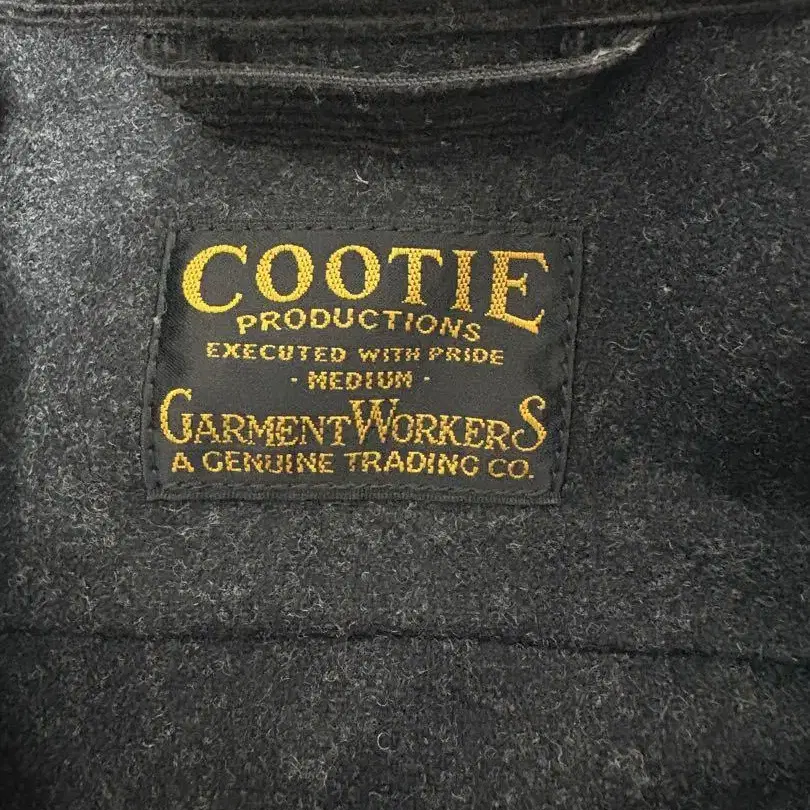 COOTIE
PRODUCTIONS
EXECUTED WITH PRIDE
- MEDIUM -
GARMENTWORKERS
A GENUINE TRADING CO.